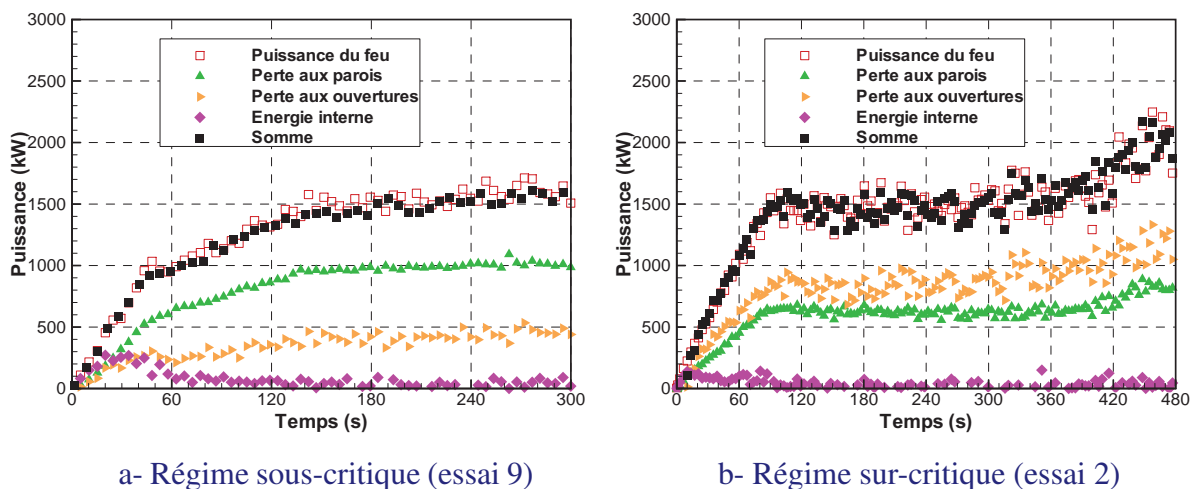 3000
2500
2000
1500
1000
500
0
Puissance (kW)
Puissance du feu
Perte aux parois
Perte aux ouvertures
Energie interne
Somme
0 60 120 180 240 300
Temps (s)
a- Régime sous-critique (essai 9)
3000
2500
2000
1500
1000
500
0
Puissance (kW)
Puissance du feu
Perte aux parois
Perte aux ouvertures
Energie interne
Somme
0 60 120 180 240 300 360 420 480
Temps (s)
b- Régime sur-critique (essai 2)